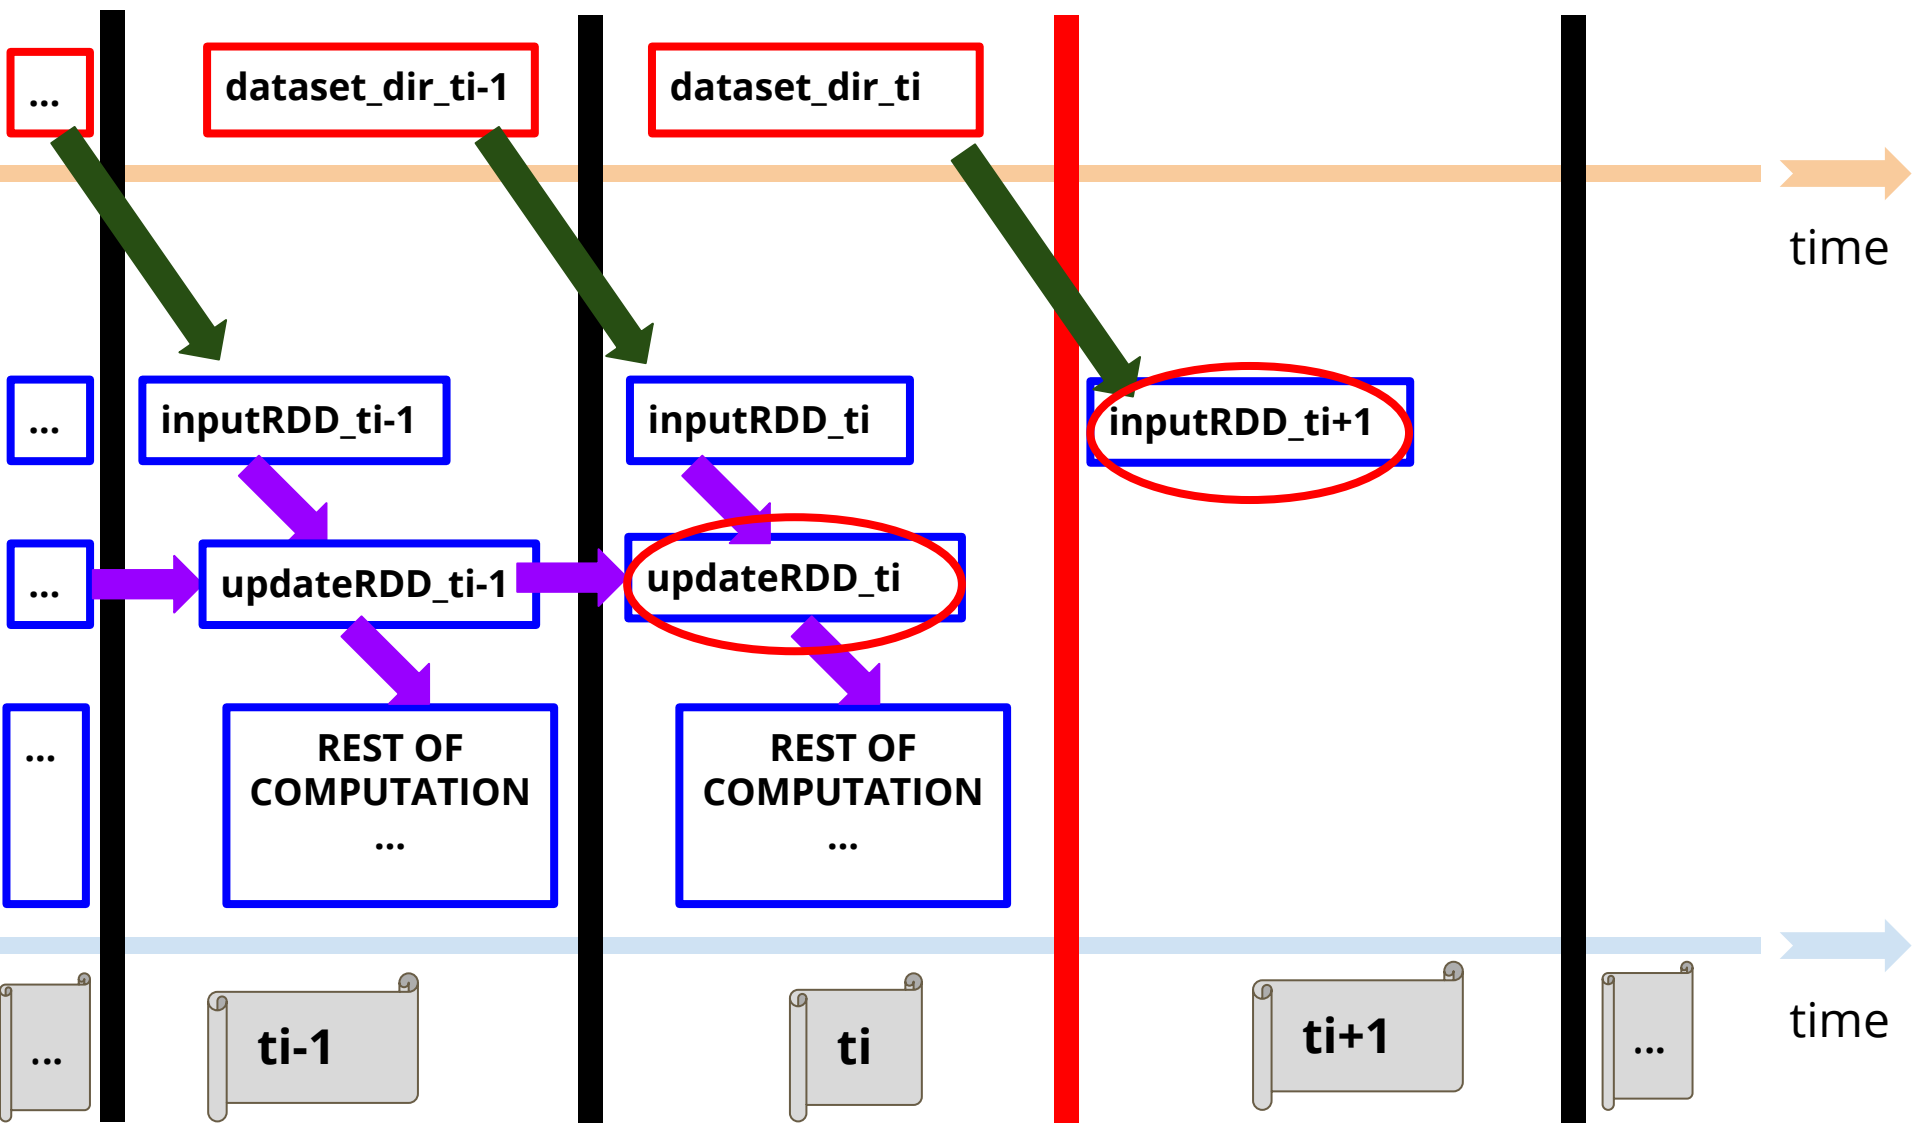 ...
dataset_dir_ti-1
dataset_dir_ti
time
...
inputRDD_ti-1
inputRDD_ti
inputRDD_ti+1
...
updateRDD_ti-1
updateRDD_ti
...
REST OF
COMPUTATION
...
REST OF
COMPUTATION
...
...
ti-1
ti
ti+1
...
time